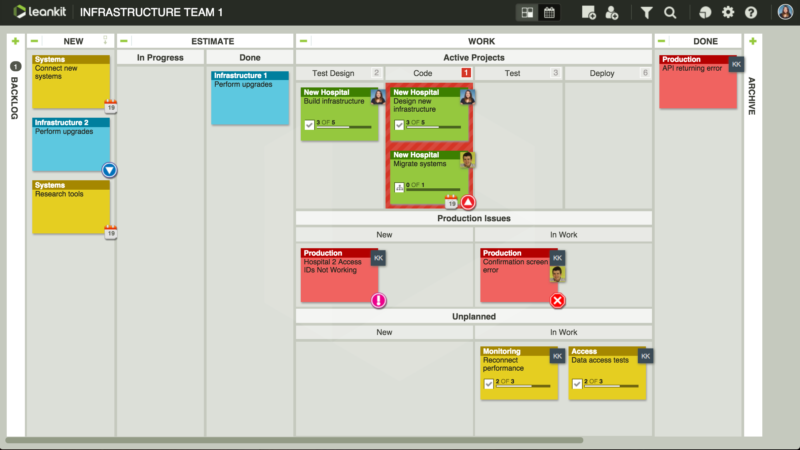 leankit
INFRASTRUCTURE TEAM 1
?
1
BACKLOG
NEW
Systems
Connect new
systems
19
Infrastructure 2
Perform upgrades
Systems
Research tools
19
ESTIMATE
In Progress
Done
Infrastructure 1
Perform upgrades
WORK
Active Projects
Test Design 2
Code 1
Test 3
Deploy 6
New Hospital
Build infrastructure
3 OF 5
New Hospital
Design new
infrastructure
3 OF 5
New Hospital
Migrate systems
0 OF 1
19
Production Issues
New
In Work
Production
KK
Hospital 2 Access
IDs Not Working
Production
KK
Confirmation screen
error
Unplanned
New
In Work
Monitoring
KK
Reconnect
performance
2 OF 3
Access
KK
Data access tests
2 OF 3
DONE
Production
KK
API returning error
ARCHIVE